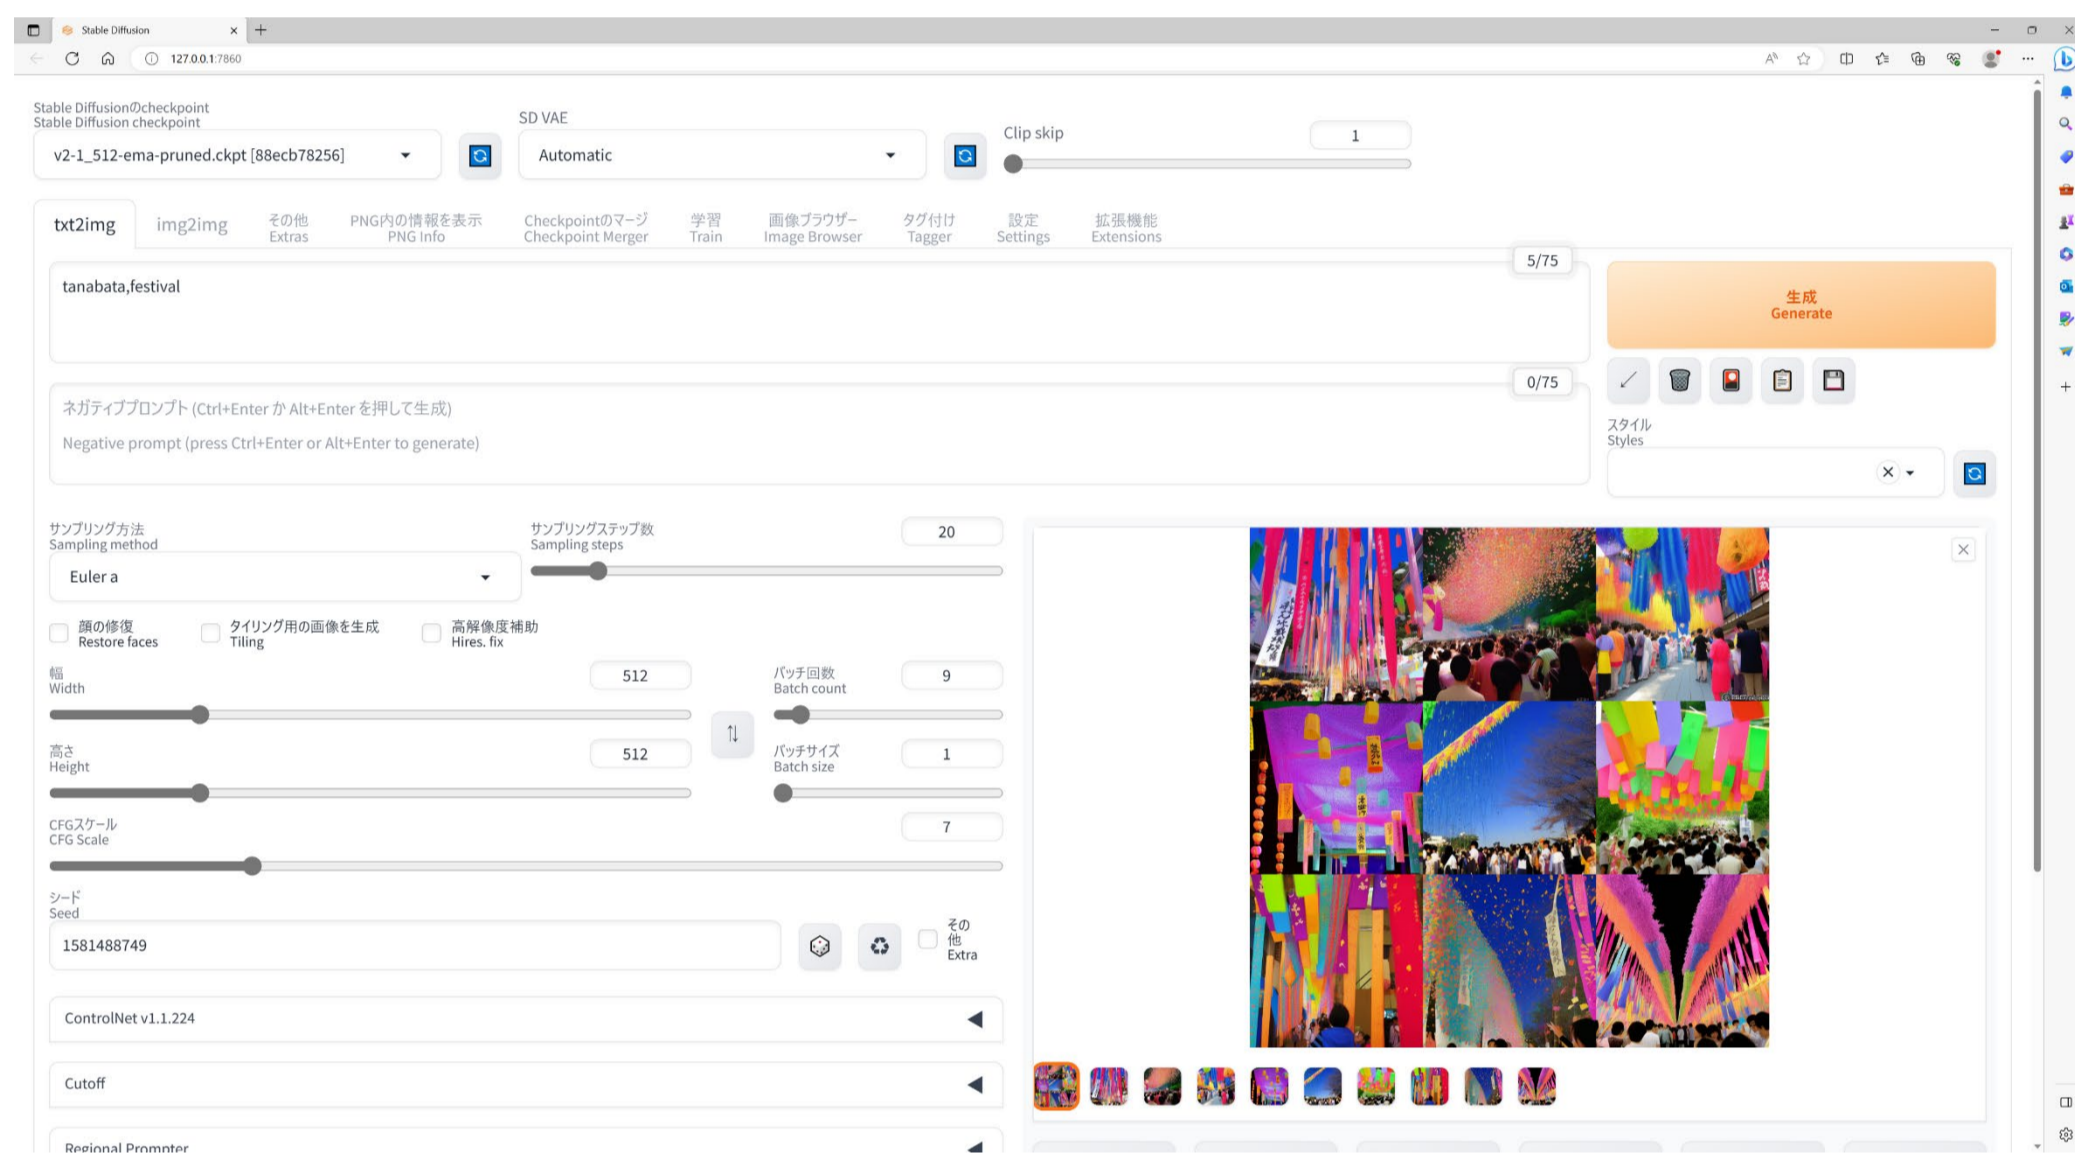 Stable Diffusion
127.0.0.1:7860
Stable Diffusionのcheckpoint
Stable Diffusion checkpoint
v2-1_512-ema-pruned.ckpt [88ecb78256]
SD VAE
Automatic
Clip skip
1
txt2img
img2img
その他
Extras
PNG内の情報を表示
PNG Info
Checkpointのマージ
Checkpoint Merger
学習
Train
画像ブラウザー
Image Browser
タグ付け
Tagger
設定
Settings
拡張機能
Extensions
5/75
tanabata,festival
生成
Generate
0/75
ネガティブプロンプト (Ctrl+Enter か Alt+Enter を押して生成)
Negative prompt (press Ctrl+Enter or Alt+Enter to generate)
スタイル
Styles
サンプリング方法
Sampling method
Euler a
サンプリングステップ数
Sampling steps
20
顔の修復
Restore faces
タイリング用の画像を生成
Tiling
高解像度補助
Hires. fix
幅
Width
512
バッチ回数
Batch count
9
高さ
Height
512
バッチサイズ
Batch size
1
CFGスケール
CFG Scale
7
シード
Seed
1581488749
その
他
Extra
ControlNet v1.1.224
Cutoff
Regional Prompter